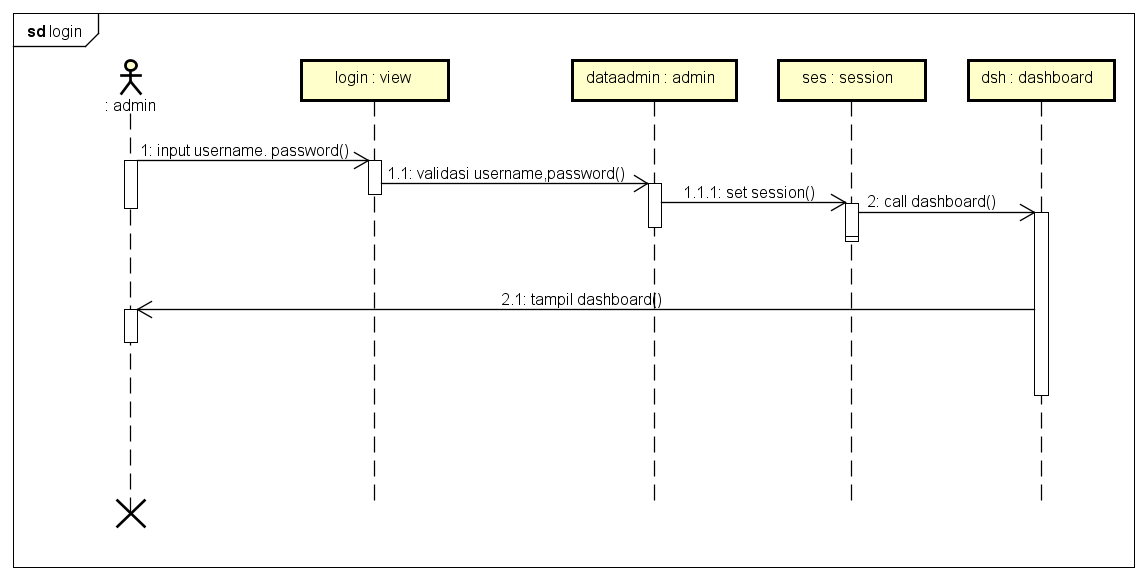 sd login
: admin
login : view
dataadmin : admin
ses : session
dsh : dashboard
1: input username. password()
1.1: validasi username,password()
1.1.1: set session()
2: call dashboard()
2.1: tampil dashboard()